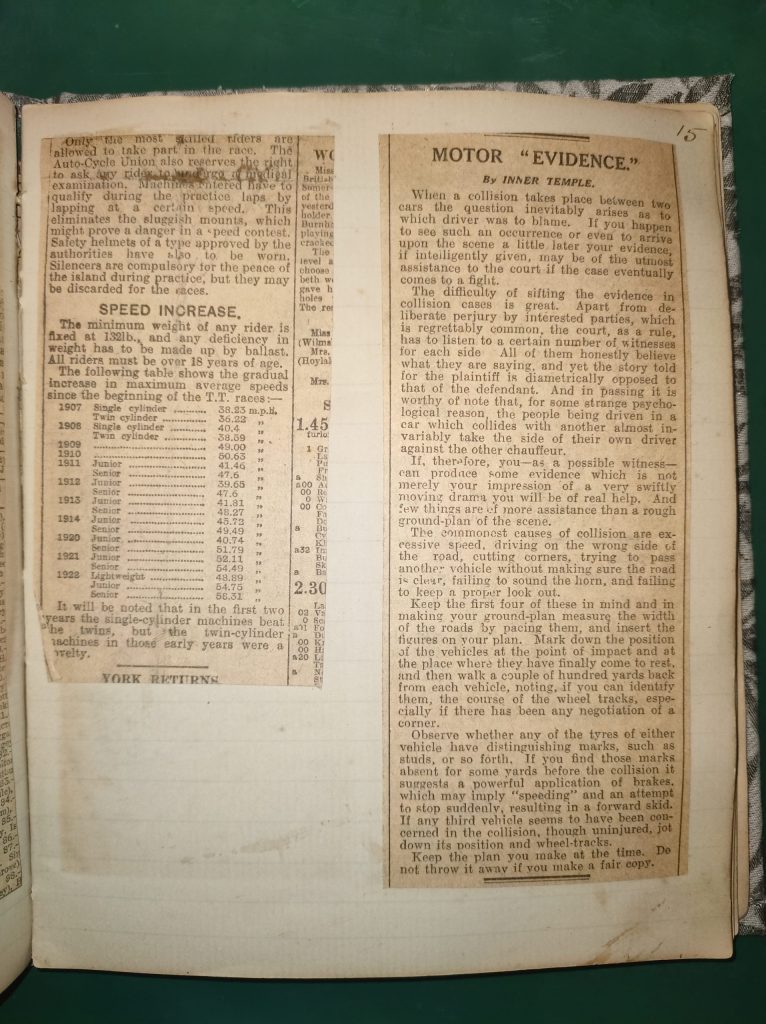 15
Only the most skilled riders are
allowed to take part in the race. The
Auto-Cycle Union also reserves the right
to ask any rider to undergo a medical
examination. Machines entered have to
qualify during the practice laps by
lapping at a certain speed. This
eliminates the sluggish mounts, which
might prove a danger in a speed contest.
Safety helmets of a type approved by the
authorities have also to be worn.
Silencers are compulsory for the peace of
the island during practice, but they may
be discarded for the races.
SPEED INCREASE.
The minimum weight of any rider is
fixed at 132lb., and any deficiency in
weight has to be made up by ballast.
All riders must be over 18 years of age.
The following table shows the gradual
increase in maximum average speeds
since the beginning of the T.T. races:—
1907 Single cylinder ........... 38.23 m.p.h.
Twin cylinder ............. 36.22 „
1908 Single cylinder ........... 40.4 „
Twin cylinder ............. 38.59 „
1909 ................................. 49.00 „
1910 ................................. 50.63 „
1911 Junior ....................... 41.46 „
Senior ....................... 47.6 „
1912 Junior ....................... 39.65 „
Senior ....................... 47.6 „
1913 Junior ....................... 41.81 „
Senior ....................... 48.27 „
1914 Junior ....................... 45.72 „
Senior ....................... 49.49 „
1920 Junior ....................... 40.74 „
Senior ....................... 51.79 „
1921 Junior ....................... 52.11 „
Senior ....................... 54.49 „
1922 Lightweight ............... 48.89 „
Junior ....................... 54.75 „
Senior ....................... 56.31 „
It will be noted that in the first two
years the single-cylinder machines beat
the twins, but the twin-cylinder
machines in those early years were a
velty.
YORK RETURNS
WO
Miss
British
Somer
of the
yesterd
holder
Burnh
playing
cracke
The
level a
choose
beth w
gave h
holes
The res
Miss
(Wilms
Mrs.
(Hoylal
Mrs.
S
1.45
furlo
2.30
MOTOR "EVIDENCE."
By INNER TEMPLE.
When a collision takes place between two
cars the question inevitably arises as to
which driver was to blame. If you happen
to see such an occurrence or even to arrive
upon the scene a little later your evidence,
if intelligently given, may be of the utmost
assistance to the court if the case eventually
comes to a fight.
The difficulty of sifting the evidence in
collision cases is great. Apart from de-
liberate perjury by interested parties, which
is regrettably common, the court, as a rule,
has to listen to a certain number of witnesses
for each side All of them honestly believe
what they are saying, and yet the story told
for the plaintiff is diametrically opposed to
that of the defendant. And in passing it is
worthy of note that, for some strange psycho-
logical reason, the people being driven in a
car which collides with another almost in-
variably take the side of their own driver
against the other chauffeur.
If, therefore, you—as a possible witness—
can produce some evidence which is not
merely your impression of a very swiftly
moving drama you will be of real help. And
few things are of more assistance than a rough
ground-plan of the scene.
The commonest causes of collision are ex-
cessive speed, driving on the wrong side of
the road, cutting corners, trying to pass
another vehicle without making sure the road
is clear, failing to sound the horn, and failing
to keep a proper look out.
Keep the first four of these in mind and in
making your ground-plan measure the width
of the roads by pacing them, and insert the
figures on your plan. Mark down the position
of the vehicles at the point of impact and at
the place where they have finally come to rest,
and then walk a couple of hundred yards back
from each vehicle, noting, if you can identify
them, the course of the wheel tracks, espe-
cially if there has been any negotiation of a
corner.
Observe whether any of the tyres of either
vehicle have distinguishing marks, such as
studs, or so forth. If you find those marks
absent for some yards before the collision it
suggests a powerful application of brakes,
which may imply "speeding" and an attempt
to stop suddenly, resulting in a forward skid.
If any third vehicle seems to have been con-
cerned in the collision, though uninjured, jot
down its position and wheel-tracks.
Keep the plan you make at the time. Do
not throw it away if you make a fair copy.